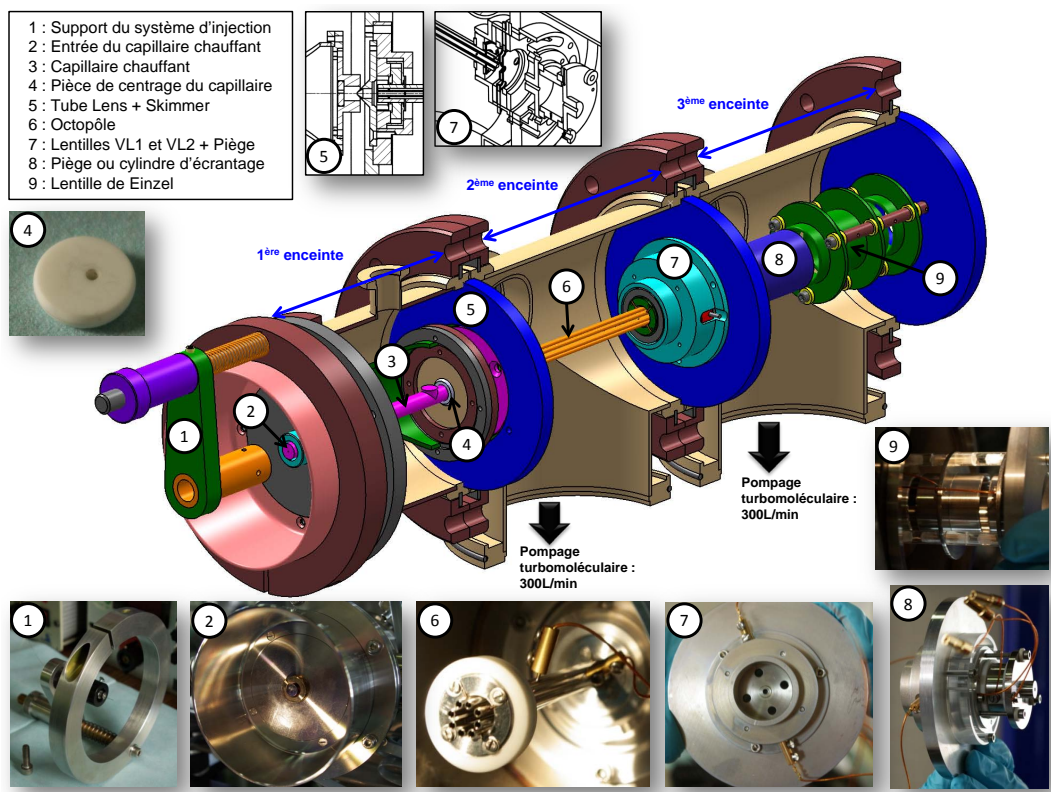 1 : Support du système d'injection
2 : Entrée du capillaire chauffant
3 : Capillaire chauffant
4 : Pièce de centrage du capillaire
5 : Tube Lens + Skimmer
6 : Octopôle
7 : Lentilles VL1 et VL2 + Piège
8 : Piège ou cylindre d'écrantage
9 : Lentille de Einzel
5
7
3ème enceinte
2ème enceinte
1ère enceinte
4
8
7
9
6
5
3
2
1
4
Pompage
turbomoléculaire :
300L/min
Pompage
turbomoléculaire :
300L/min
9
1
2
6
7
8